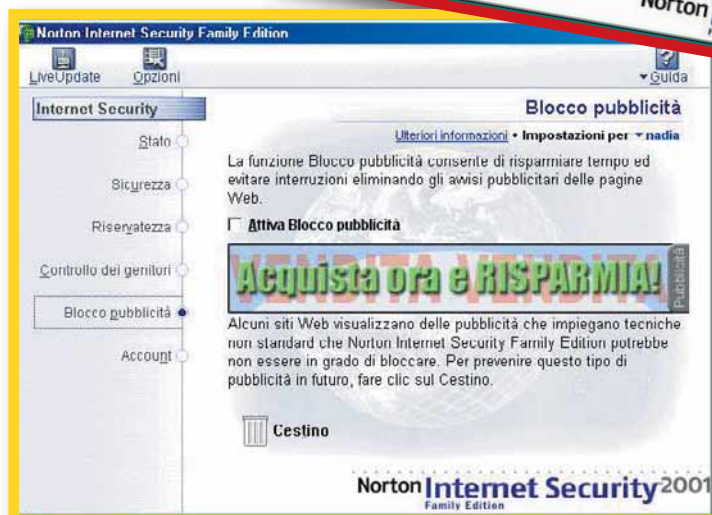 Norton
Norton Internet Security Family Edition
LiveUpdate Opzioni Guida
Internet Security
Blocco pubblicità
Ulteriori informazioni • Impostazioni per nadia
Stato
Sicurezza
Riservatezza
Controllo dei genitori
Blocco pubblicità
Account
La funzione Blocco pubblicità consente di risparmiare tempo ed
evitare interruzioni eliminando gli avvisi pubblicitari delle pagine
Web.
Attiva Blocco pubblicità
VENDITA VENDITA
Acquista ora e RISPARMIA!
Pubblicità
Alcuni siti Web visualizzano delle pubblicità che impiegano tecniche
non standard che Norton Internet Security Family Edition potrebbe
non essere in grado di bloccare. Per prevenire questo tipo di
pubblicità in futuro, fare clic sul Cestino.
Cestino
Norton Internet Security 2001
Family Edition